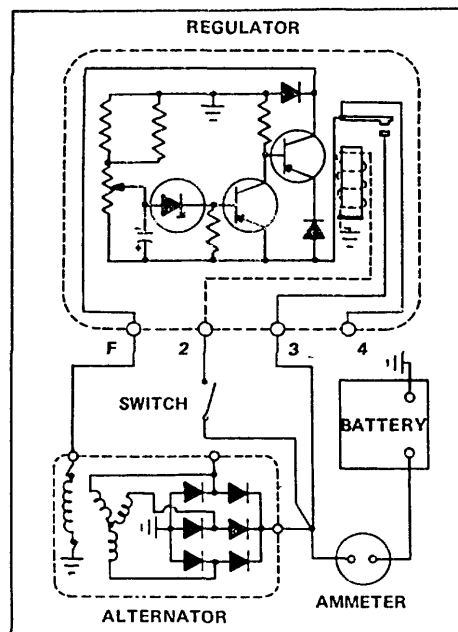 REGULATOR
F 2 3 4
SWITCH
BATTERY
ALTERNATOR
AMMETER